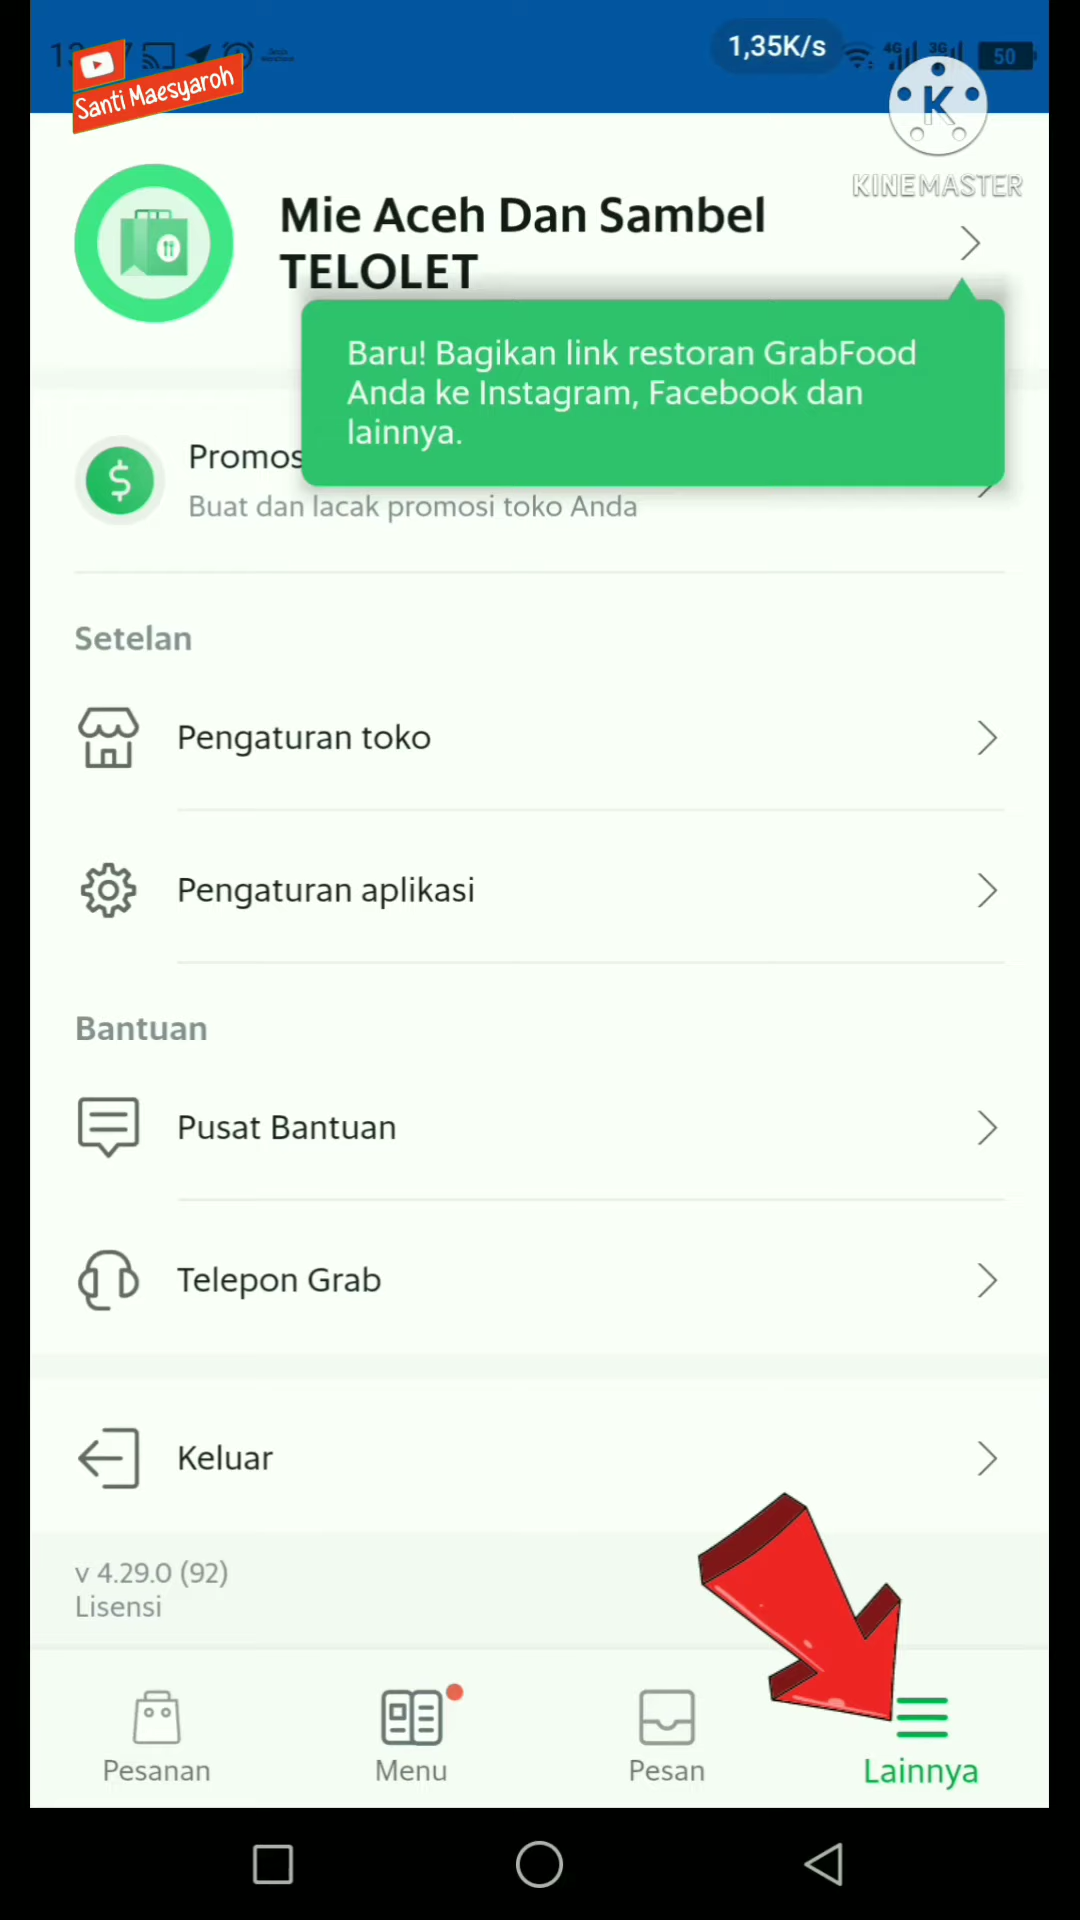 1,35K/s
4G
3G
50
Santi Maesyaroh
K
KINEMASTER
Mie Aceh Dan Sambel
TELOLET
Baru! Bagikan link restoran GrabFood
Anda ke Instagram, Facebook dan
lainnya.
Promos
Buat dan lacak promosi toko Anda
Setelan
Pengaturan toko
Pengaturan aplikasi
Bantuan
Pusat Bantuan
Telepon Grab
Keluar
v 4.29.0 (92)
Lisensi
Pesanan
Menu
Pesan
Lainnya